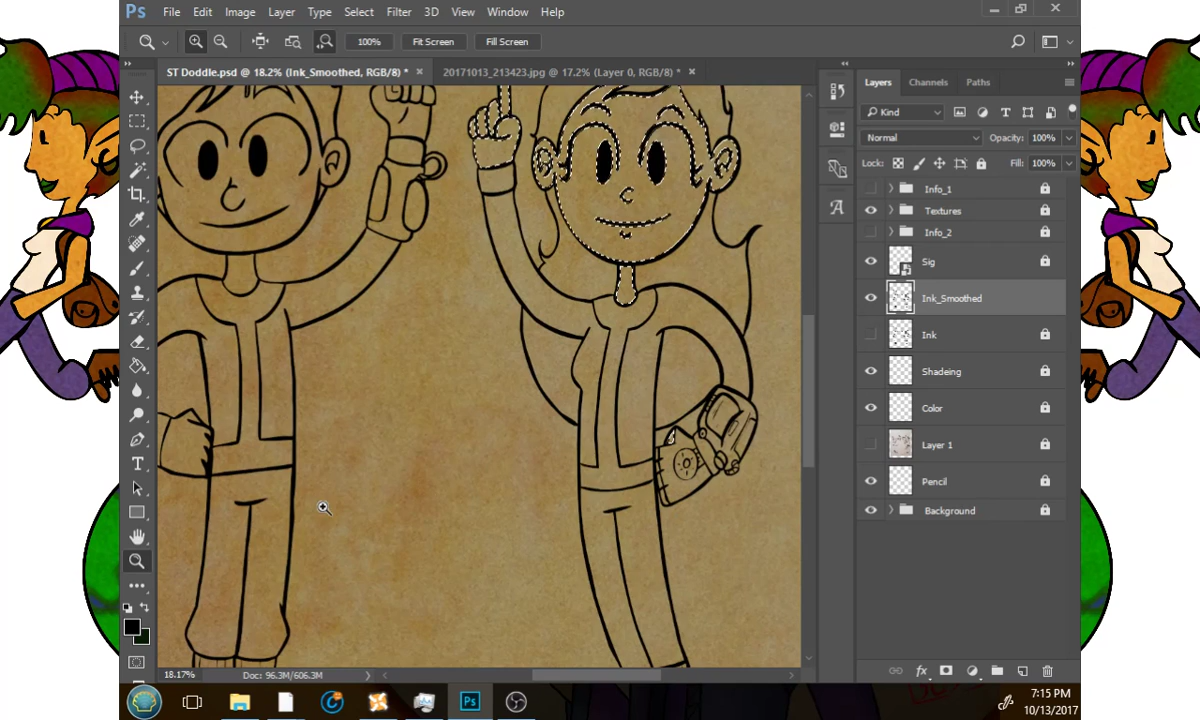 Ps File Edit Image Layer Type Select Filter 3D View Window Help
100% Fit Screen Fill Screen
ST Doddle.psd @ 18.2% (Ink_Smoothed, RGB/8) * × 20171013_213423.jpg @ 17.2% (Layer 0, RGB/8) * ×
Layers Channels Paths
Kind
Normal Opacity: 100%
Lock: Fill: 100%
Info_1
Textures
Info_2
Sig
Ink_Smoothed
Ink
Shadeing
Color
Layer 1
Pencil
Background
18.17% Doc: 96.3M/606.3M
fx
Ps
7:15 PM
10/13/2017